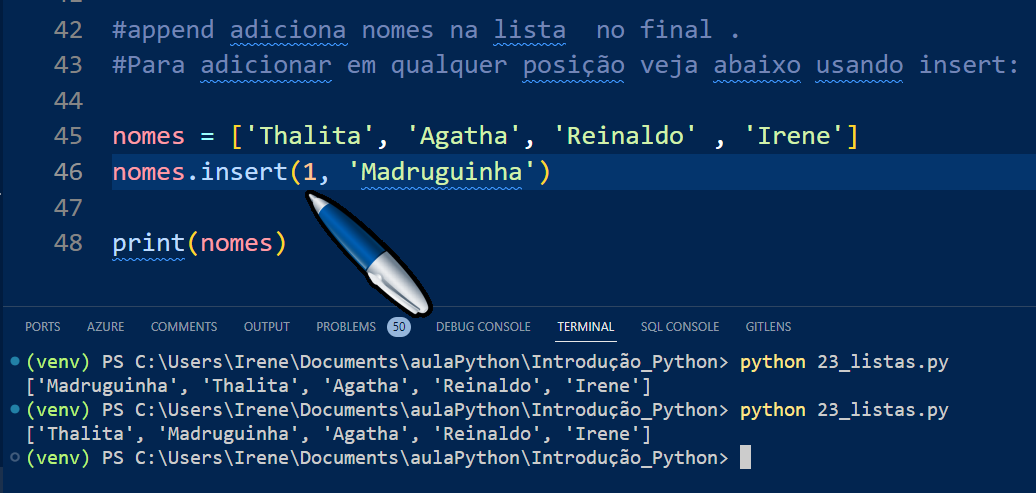 42 #append adiciona nomes na lista  no final .
43 #Para adicionar em qualquer posição veja abaixo usando insert:
44
45 nomes = ['Thalita', 'Agatha', 'Reinaldo' , 'Irene']
46 nomes.insert(1, 'Madruguinha')
47
48 print(nomes)
PORTS AZURE COMMENTS OUTPUT PROBLEMS 50 DEBUG CONSOLE TERMINAL SQL CONSOLE GITLENS
(venv) PS C:\Users\Irene\Documents\aulaPython\Introdução_Python> python 23_listas.py
['Madruguinha', 'Thalita', 'Agatha', 'Reinaldo', 'Irene']
(venv) PS C:\Users\Irene\Documents\aulaPython\Introdução_Python> python 23_listas.py
['Thalita', 'Madruguinha', 'Agatha', 'Reinaldo', 'Irene']
(venv) PS C:\Users\Irene\Documents\aulaPython\Introdução_Python>